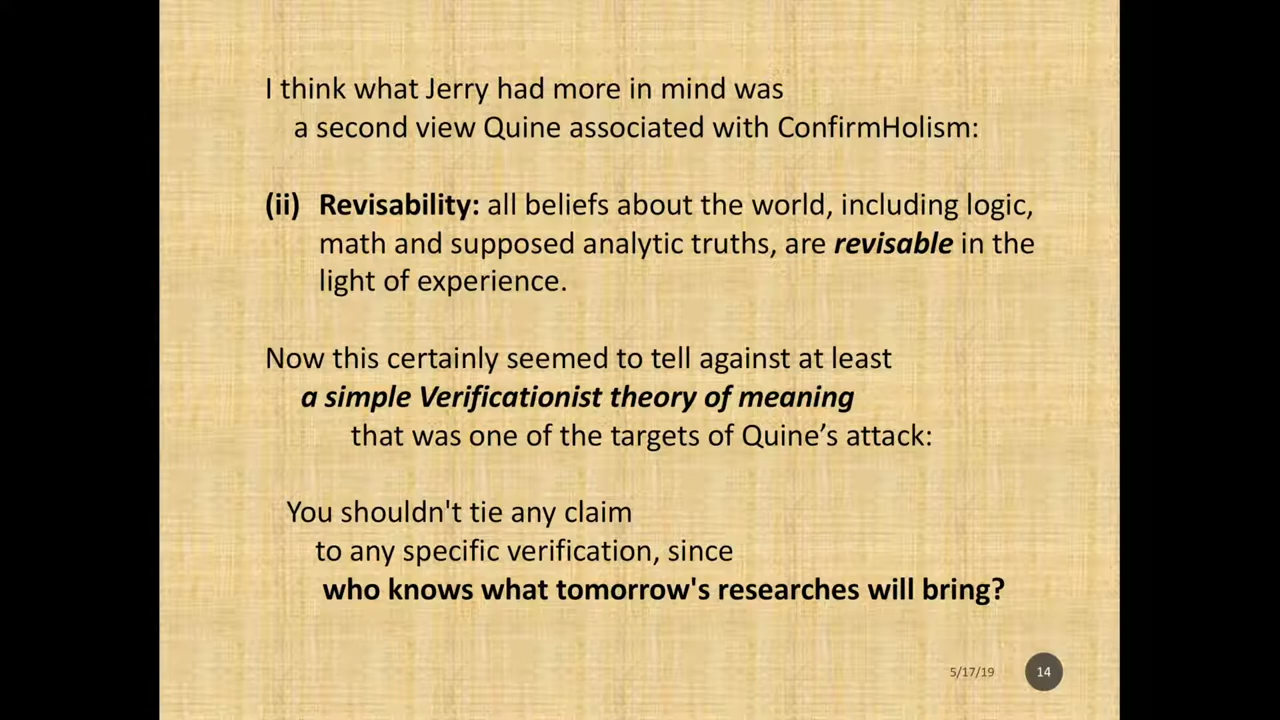 I think what Jerry had more in mind was
a second view Quine associated with ConfirmHolism:
(ii) Revisability: all beliefs about the world, including logic,
math and supposed analytic truths, are revisable in the
light of experience.
Now this certainly seemed to tell against at least
a simple Verificationist theory of meaning
that was one of the targets of Quine’s attack:
You shouldn't tie any claim
to any specific verification, since
who knows what tomorrow's researches will bring?
5/17/19 14